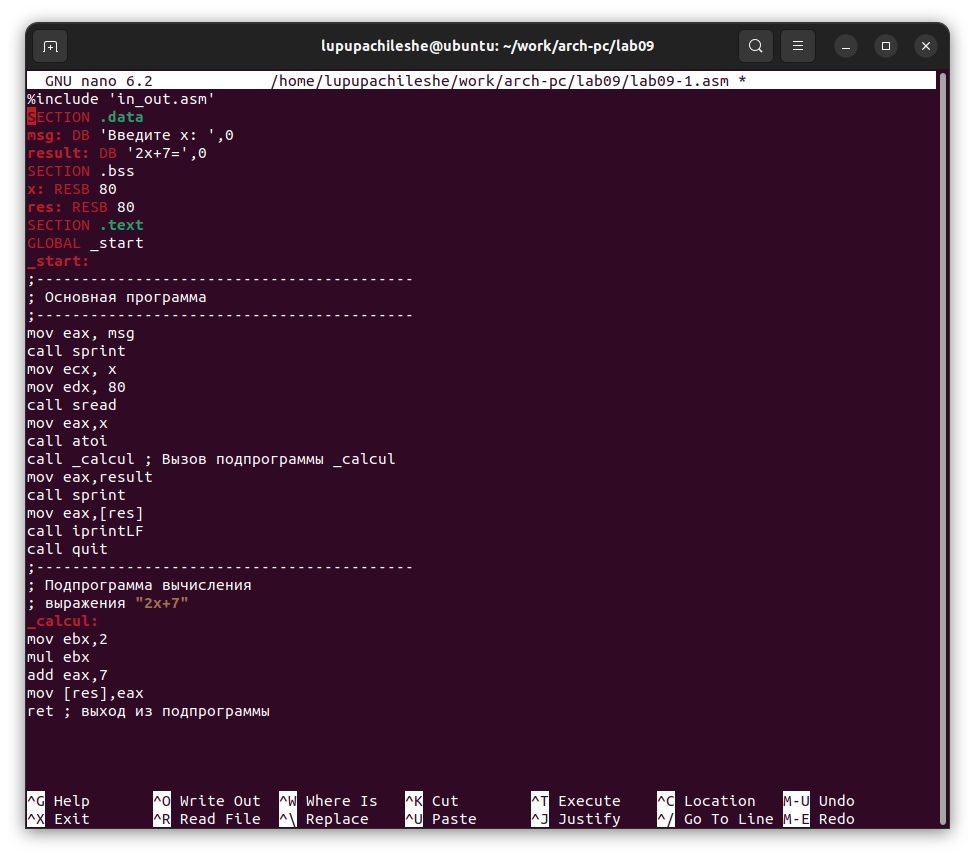 lupupachileshe@ubuntu: ~/work/arch-pc/lab09
GNU nano 6.2 /home/lupupachileshe/work/arch-pc/lab09/lab09-1.asm *
%include 'in_out.asm'
SECTION .data
msg: DB 'Введите x: ',0
result: DB '2x+7=',0
SECTION .bss
x: RESB 80
res: RESB 80
SECTION .text
GLOBAL _start
_start:
;------------------------------------------
; Основная программа
;------------------------------------------
mov eax, msg
call sprint
mov ecx, x
mov edx, 80
call sread
mov eax,x
call atoi
call _calcul ; Вызов подпрограммы _calcul
mov eax,result
call sprint
mov eax,[res]
call iprintLF
call quit
;------------------------------------------
; Подпрограмма вычисления
; выражения "2x+7"
_calcul:
mov ebx,2
mul ebx
add eax,7
mov [res],eax
ret ; выход из подпрограммы
^G Help ^O Write Out ^W Where Is ^K Cut ^T Execute ^C Location M-U Undo
^X Exit ^R Read File ^\ Replace ^U Paste ^J Justify ^/ Go To Line M-E Redo